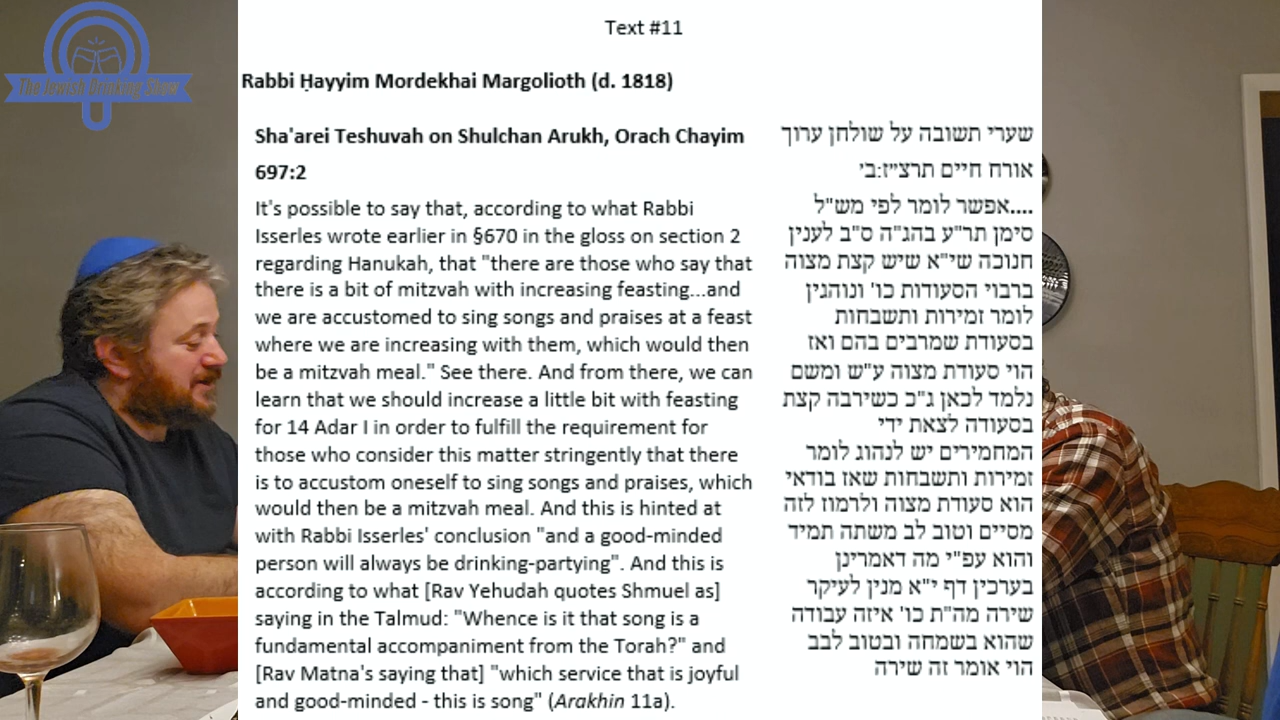 The Jewish Drinking Show
Text #11
Rabbi Ḥayyim Mordekhai Margolioth (d. 1818)
Sha'arei Teshuvah on Shulchan Arukh, Orach Chayim
697:2
It's possible to say that, according to what Rabbi
Isserles wrote earlier in §670 in the gloss on section 2
regarding Hanukah, that "there are those who say that
there is a bit of mitzvah with increasing feasting...and
we are accustomed to sing songs and praises at a feast
where we are increasing with them, which would then
be a mitzvah meal." See there. And from there, we can
learn that we should increase a little bit with feasting
for 14 Adar I in order to fulfill the requirement for
those who consider this matter stringently that there
is to accustom oneself to sing songs and praises, which
would then be a mitzvah meal. And this is hinted at
with Rabbi Isserles' conclusion "and a good-minded
person will always be drinking-partying". And this is
according to what [Rav Yehudah quotes Shmuel as]
saying in the Talmud: "Whence is it that song is a
fundamental accompaniment from the Torah?" and
[Rav Matna's saying that] "which service that is joyful
and good-minded - this is song" (Arakhin 11a).
שערי תשובה על שולחן ערוך
אורח חיים תרצ״ז:ב׳
....אפשר לומר לפי מש"ל
סימן תר"ע בהג"ה ס"ב לענין
חנוכה שי"א שיש קצת מצוה
ברבוי הסעודות כו' ונוהגין
לומר זמירות ותשבחות
בסעודת שמרבים בהם ואז
הוי סעודת מצוה ע"ש ומשם
נלמד לכאן ג"כ כשירבה קצת
בסעודה לצאת ידי
המחמירים יש לנהוג לומר
זמירות ותשבחות שאז בודאי
הוא סעודת מצוה ולרמוז לזה
מסיים וטוב לב משתה תמיד
והוא עפ"י מה דאמרינן
בערכין דף י"א מנין לעיקר
שירה מה"ת כו' איזה עבודה
שהוא בשמחה ובטוב לבב
הוי אומר זה שירה